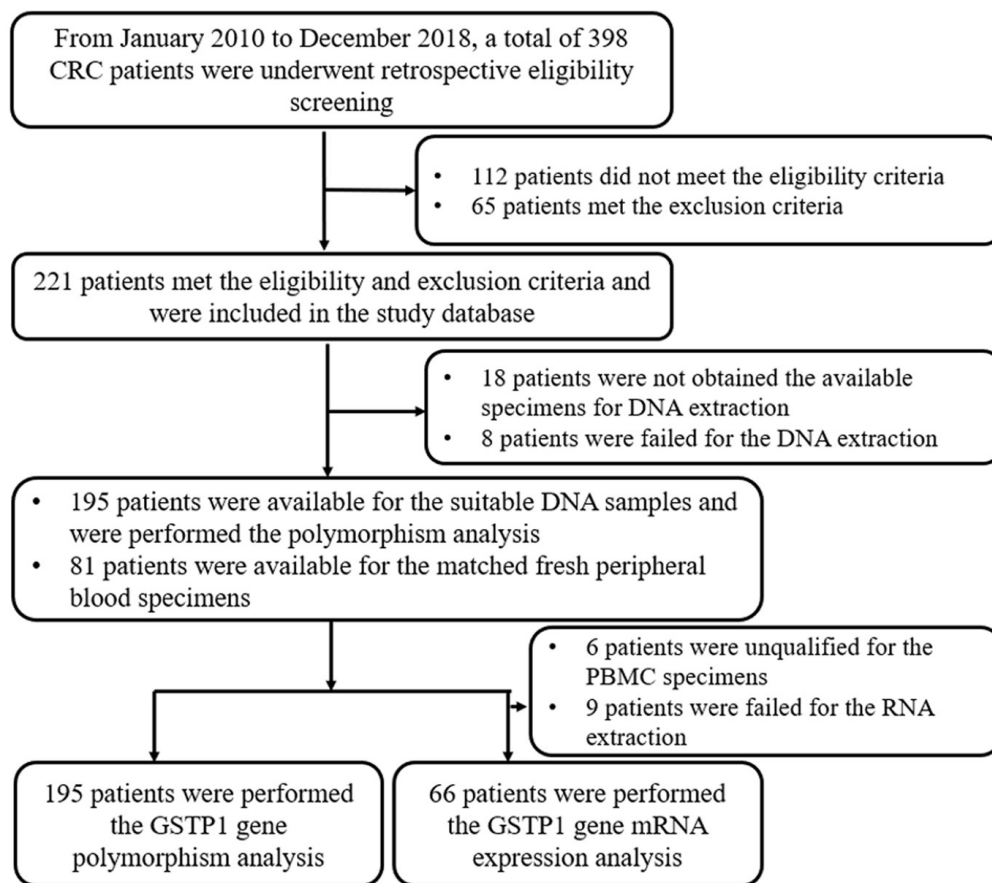 From January 2010 to December 2018, a total of 398
CRC patients were underwent retrospective eligibility
screening
• 112 patients did not meet the eligibility criteria
• 65 patients met the exclusion criteria
221 patients met the eligibility and exclusion criteria and
were included in the study database
• 18 patients were not obtained the available
specimens for DNA extraction
• 8 patients were failed for the DNA extraction
• 195 patients were available for the suitable DNA samples and
were performed the polymorphism analysis
• 81 patients were available for the matched fresh peripheral
blood specimens
• 6 patients were unqualified for the
PBMC specimens
• 9 patients were failed for the RNA
extraction
195 patients were performed
the GSTP1 gene
polymorphism analysis
66 patients were performed
the GSTP1 gene mRNA
expression analysis